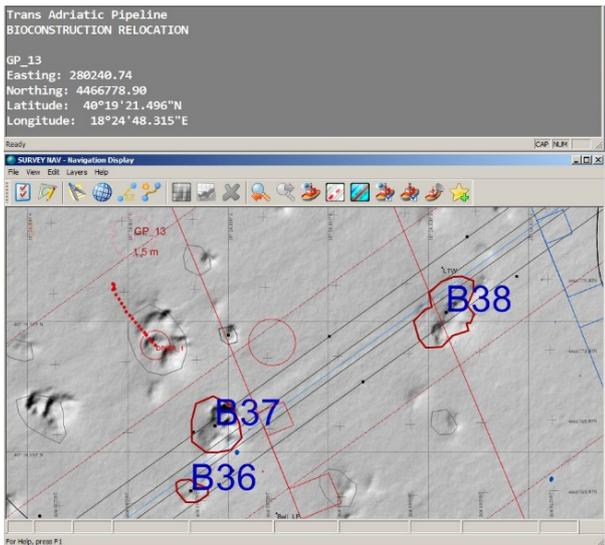 Trans Adriatic Pipeline
BIOCONSTRUCTION RELOCATION
GP_13
Easting: 280240.74
Northing: 4466778.90
Latitude: 40°19'21.496"N
Longitude: 18°24'48.315"E
Ready
CAP NUM
SURVEY NAV - Navigation Display
File View Edit Layers Help
GP_13
1,5 m
LTW
B38
B37
B36
For Help, press F1